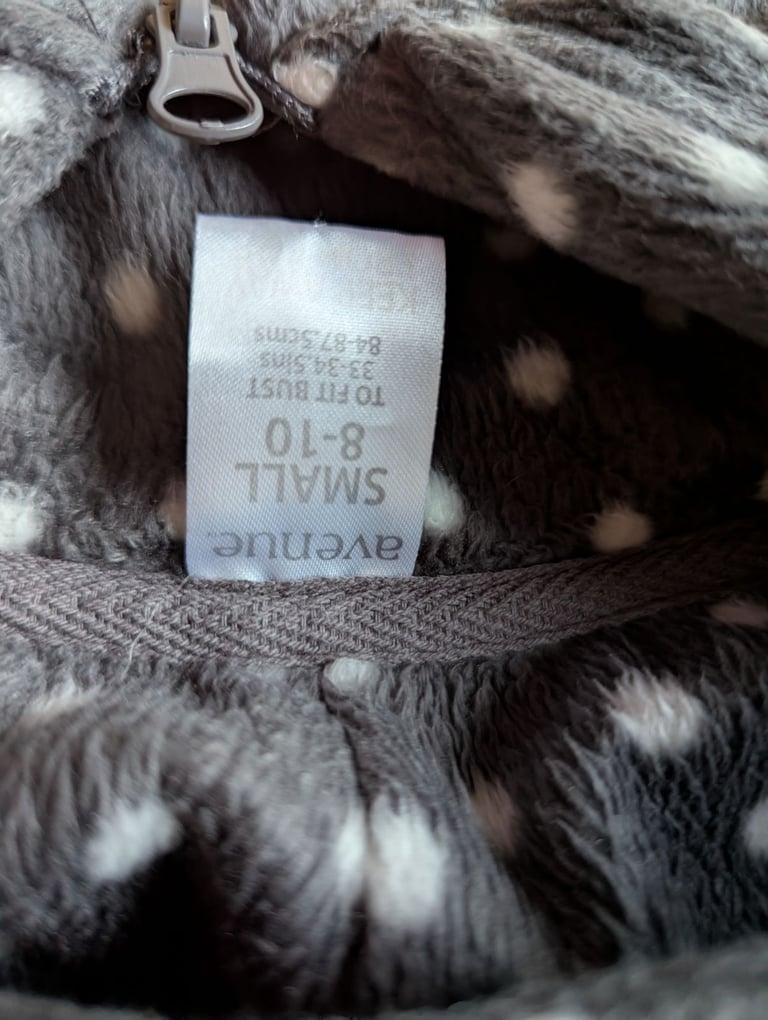 avenue.
SMALL
8-10
TO FIT BUST
33-34.5ins
84-87.5cms